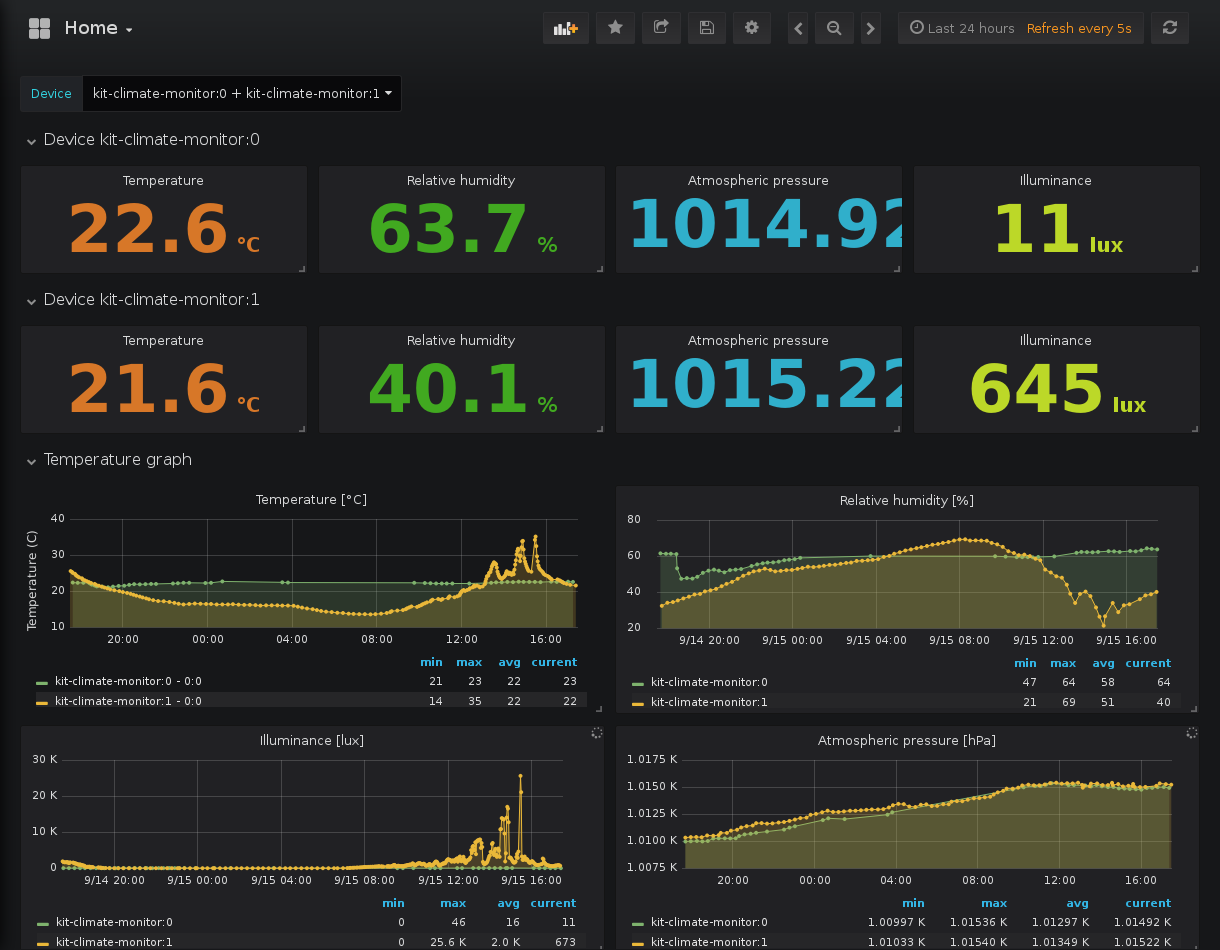 Home
Last 24 hours Refresh every 5s
Device kit-climate-monitor:0 + kit-climate-monitor:1
Device kit-climate-monitor:0
Temperature Relative humidity Atmospheric pressure Illuminance
22.6 °C 63.7 % 1014.92 11 lux
Device kit-climate-monitor:1
Temperature Relative humidity Atmospheric pressure Illuminance
21.6 °C 40.1 % 1015.22 645 lux
Temperature graph
Temperature [°C]
Temperature (C)
40
30
20
10
20:00 00:00 04:00 08:00 12:00 16:00
min max avg current
kit-climate-monitor:0 - 0:0 21 23 22 23
kit-climate-monitor:1 - 0:0 14 35 22 22
Relative humidity [%]
80
60
40
20
9/14 20:00 9/15 00:00 9/15 04:00 9/15 08:00 9/15 12:00 9/15 16:00
min max avg current
kit-climate-monitor:0 47 64 58 64
kit-climate-monitor:1 21 69 51 40
Illuminance [lux]
30 K
20 K
10 K
0
9/14 20:00 9/15 00:00 9/15 04:00 9/15 08:00 9/15 12:00 9/15 16:00
min max avg current
kit-climate-monitor:0 0 46 16 11
kit-climate-monitor:1 0 25.6 K 2.0 K 673
Atmospheric pressure [hPa]
1.0175 K
1.0150 K
1.0125 K
1.0100 K
1.0075 K
20:00 00:00 04:00 08:00 12:00 16:00
min max avg current
kit-climate-monitor:0 1.00997 K 1.01536 K 1.01297 K 1.01492 K
kit-climate-monitor:1 1.01033 K 1.01540 K 1.01349 K 1.01522 K